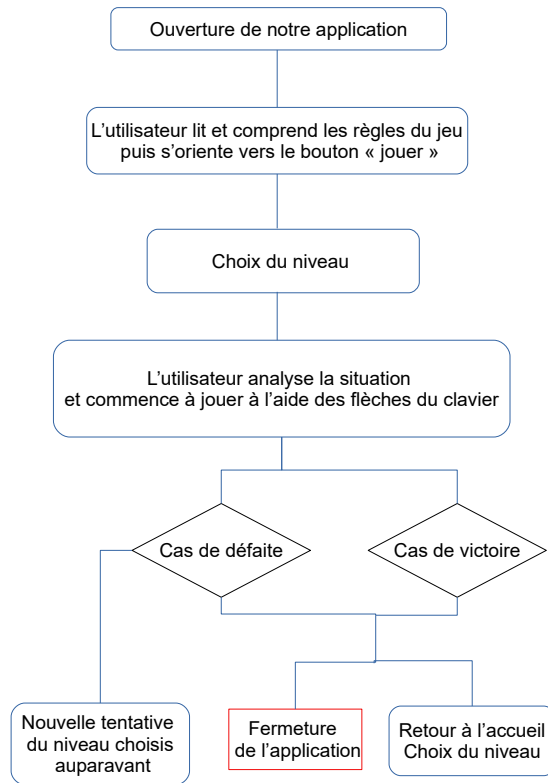 Ouverture de notre application
L’utilisateur lit et comprend les règles du jeu
puis s’oriente vers le bouton « jouer »
Choix du niveau
L’utilisateur analyse la situation
et commence à jouer à l’aide des flèches du clavier
Cas de défaite
Cas de victoire
Nouvelle tentative
du niveau choisis
auparavant
Fermeture
de l’application
Retour à l’accueil
Choix du niveau